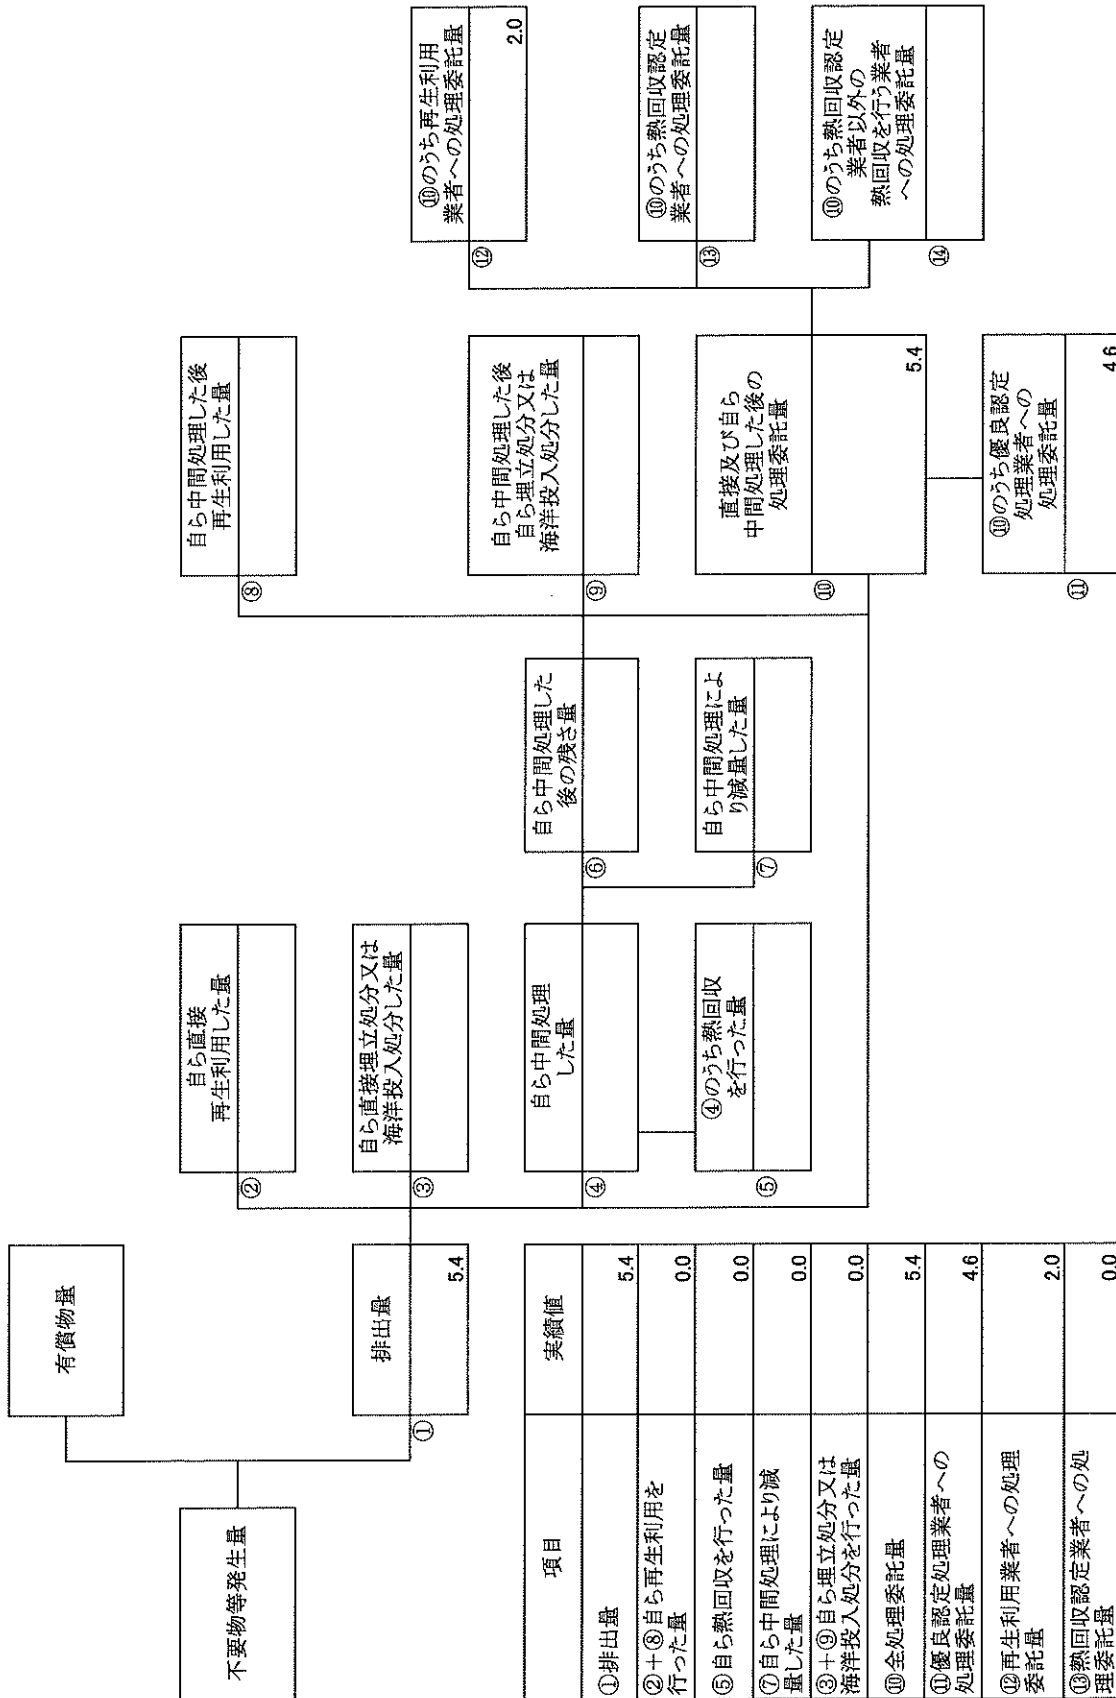 有償物量
不要物等発生量
排出量
①
5.4
自ら直接
再生利用した量
②
自ら直接埋立処分又は
海洋投入処分した量
③
自ら中間処理
した量
④
④のうち熱回収
を行った量
⑤
自ら中間処理した
後の残さ量
⑥
自ら中間処理によ
り減量した量
⑦
自ら中間処理した後
再生利用した量
⑧
自ら中間処理した後
自ら埋立処分又は
海洋投入処分した量
⑨
直接及び自ら
中間処理した後の
処理委託量
⑩
5.4
⑩のうち優良認定
処理業者への
処理委託量
⑪
4.6
⑩のうち再生利用
業者への処理委託量
⑫
2.0
⑩のうち熱回収認定
業者への処理委託量
⑬
⑩のうち熱回収認定
業者以外の
熱回収を行う業者
への処理委託量
⑭
項目 実績値
①排出量 5.4
②+⑧自ら再生利用を
行った量 0.0
⑤自ら熱回収を行った量 0.0
⑦自ら中間処理により減
量した量 0.0
③+⑨自ら埋立処分又は
海洋投入処分を行った量 0.0
⑩全処理委託量 5.4
⑪優良認定処理業者への
処理委託量 4.6
⑫再生利用業者への処理
委託量 2.0
⑬熱回収認定業者への処
理委託量 0.0